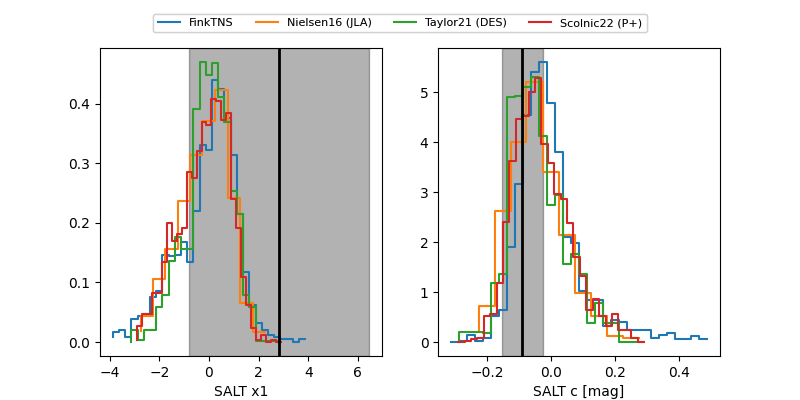 FinkTNS Nielsen16 (JLA) Taylor21 (DES) Scolnic22 (P+)
0.4
0.3
0.2
0.1
0.0
−4 −2 0 2 4 6
SALT x1
5
4
3
2
1
0
−0.2 0.0 0.2 0.4
SALT c [mag]